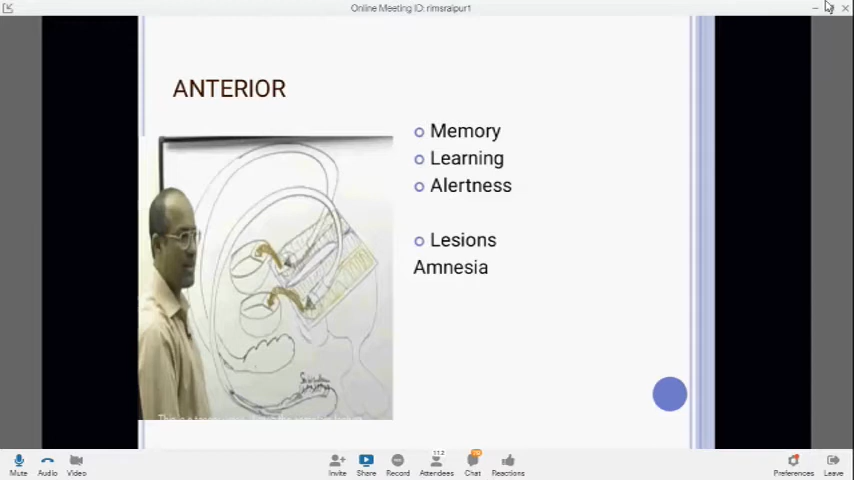 Online Meeting ID: rimsraipur1
ANTERIOR
Memory
Learning
Alertness
Lesions
Amnesia
112
Mute
Audio
Video
Invite
Share
Record
Attendees
Chat
Reactions
Preferences
Leave